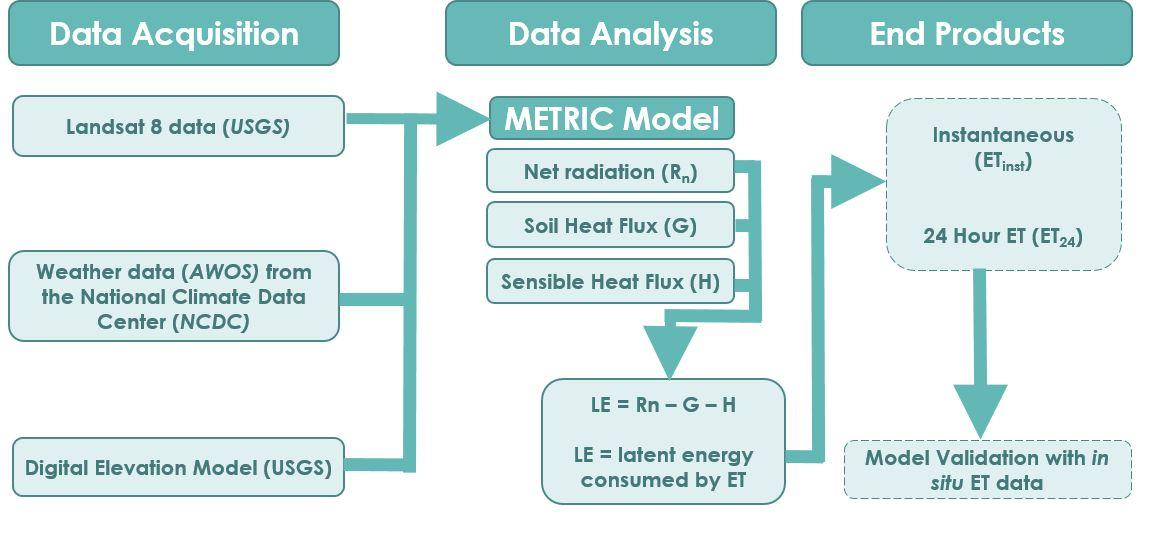 Data Acquisition
Data Analysis
End Products
Landsat 8 data (USGS)
Weather data (AWOS) from
the National Climate Data
Center (NCDC)
Digital Elevation Model (USGS)
METRIC Model
Net radiation (Rn)
Soil Heat Flux (G)
Sensible Heat Flux (H)
LE = Rn – G – H
LE = latent energy
consumed by ET
Instantaneous
(ETinst)
24 Hour ET (ET24)
Model Validation with in
situ ET data